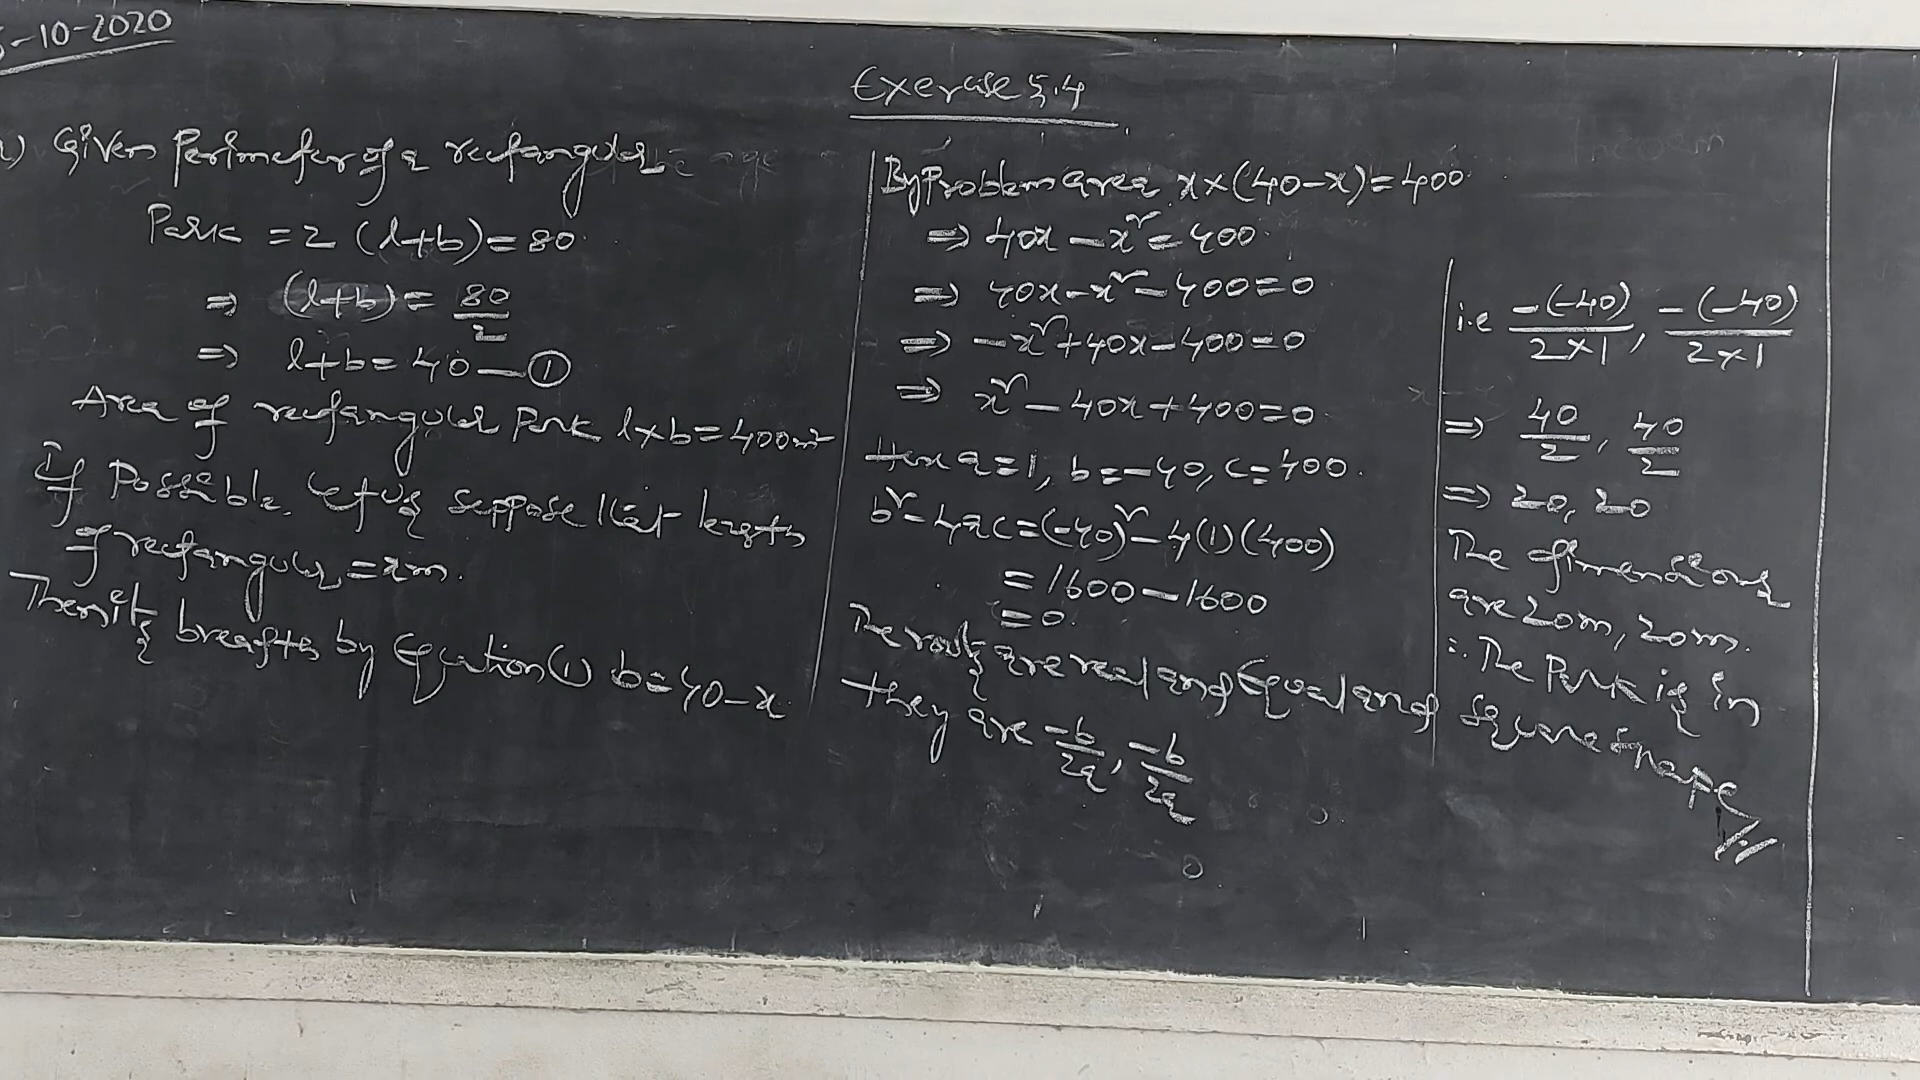 -10-2020
Exercise 5.4
Given Perimeter of a rectangular
Park = 2 (l+b) = 80
⇒ (l+b) = 80/2
⇒ l+b = 40 — ①
Area of rectangular Park l×b = 400m²
If Possible, let us suppose that length
of rectangular = xm.
Then its breadth by Equation (1) b = 40-x
By Problem area x×(40-x) = 400
⇒ 40x - x² = 400
⇒ 40x - x² - 400 = 0
⇒ -x² + 40x - 400 = 0
⇒ x² - 40x + 400 = 0
Here a=1, b=-40, c=400.
b² - 4ac = (-40)² - 4(1)(400)
= 1600 - 1600
= 0
The roots are real and Equal and
they are -b/2a, -b/2a
i.e -(-40)/2×1, -(-40)/2×1
⇒ 40/2, 40/2
⇒ 20, 20
The dimensions
are 20m, 20m.
∴ The Park is in
Square shape